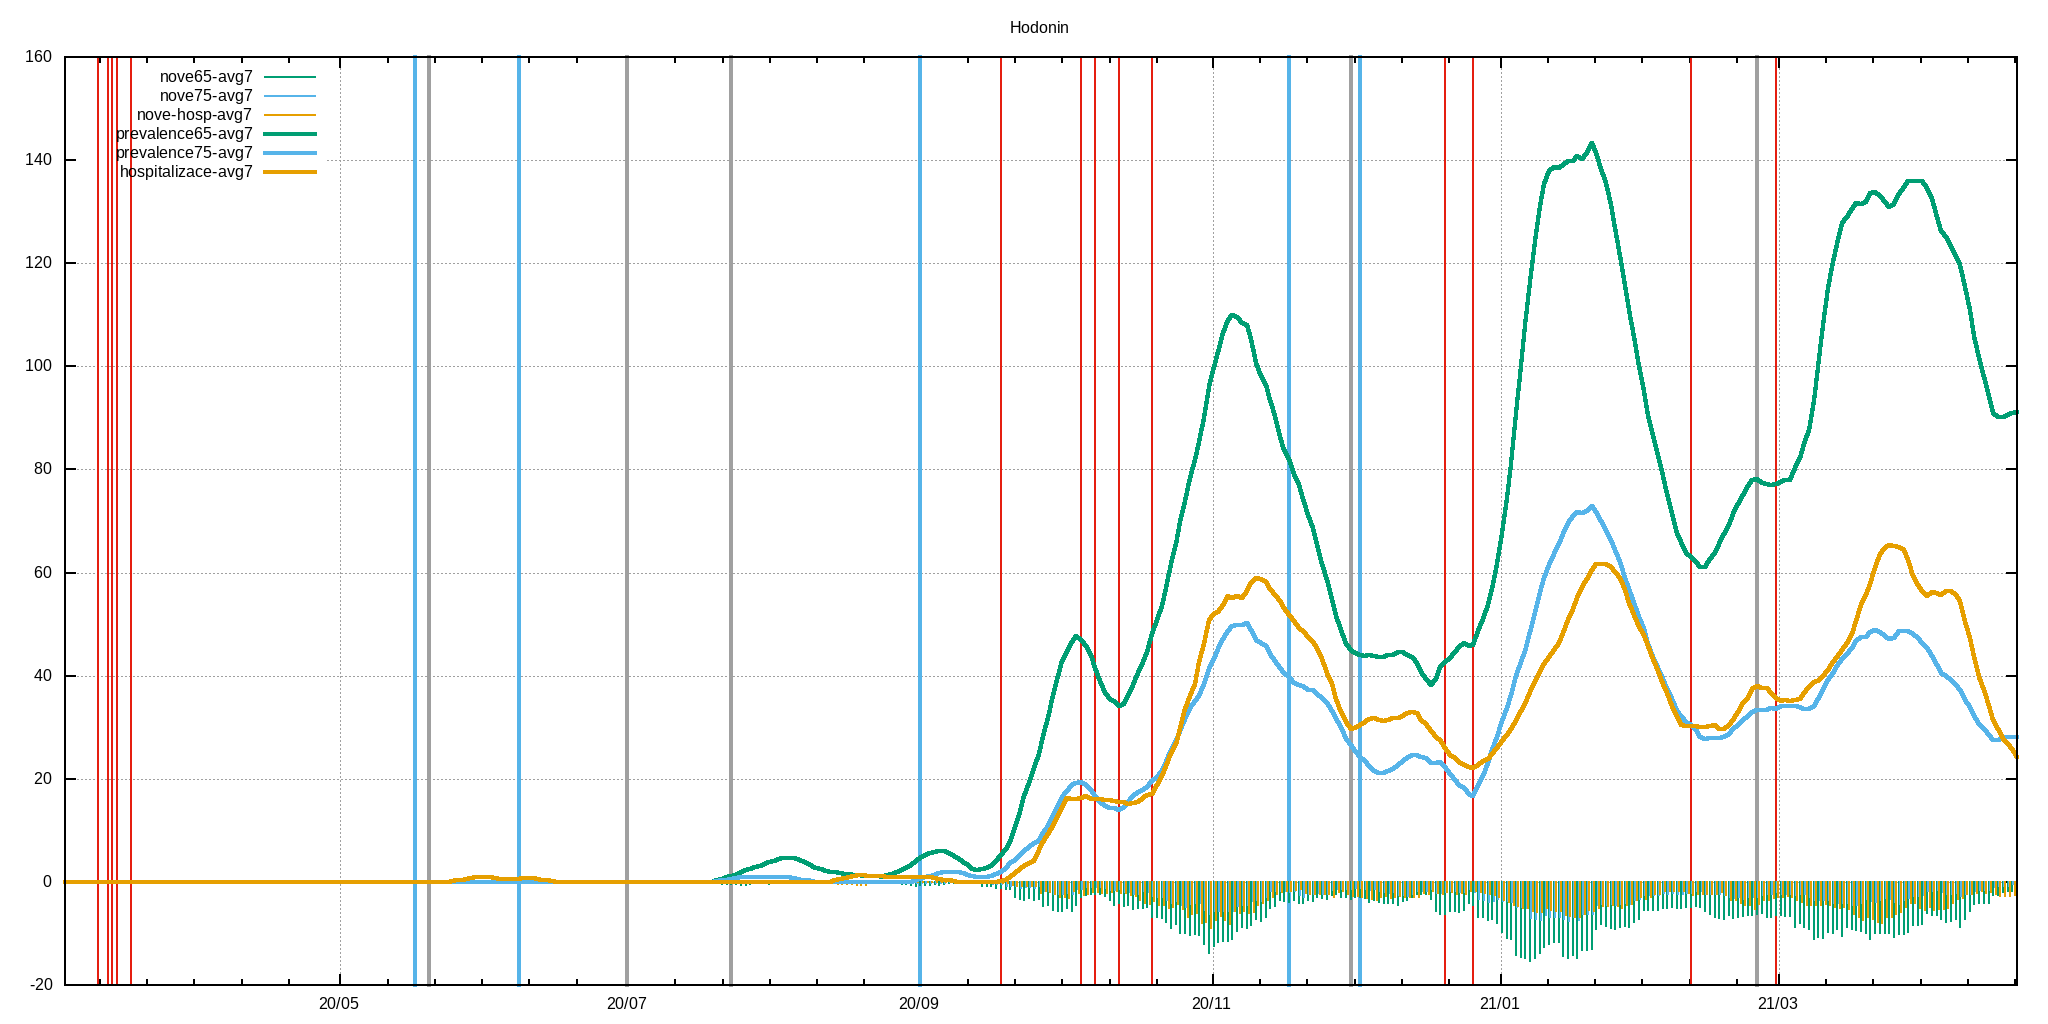 Hodonin
160
140
120
100
80
60
40
20
0
-20
nove65-avg7
nove75-avg7
nove-hosp-avg7
prevalence65-avg7
prevalence75-avg7
hospitalizace-avg7
20/05
20/07
20/09
20/11
21/01
21/03